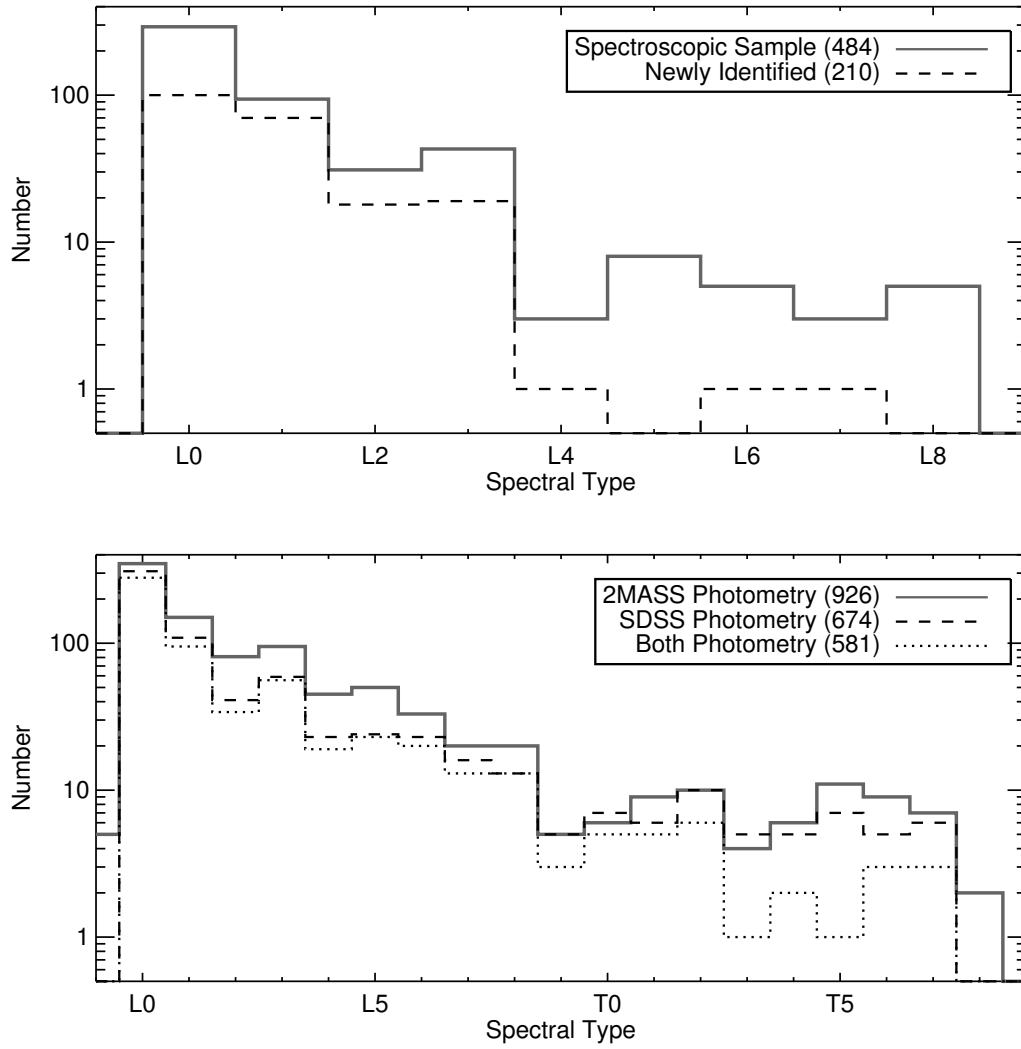 100
10
1
Number
Spectroscopic Sample (484)
Newly Identified (210)
L0 L2 L4 L6 L8
Spectral Type
100
10
1
Number
2MASS Photometry (926)
SDSS Photometry (674)
Both Photometry (581)
L0 L5 T0 T5
Spectral Type